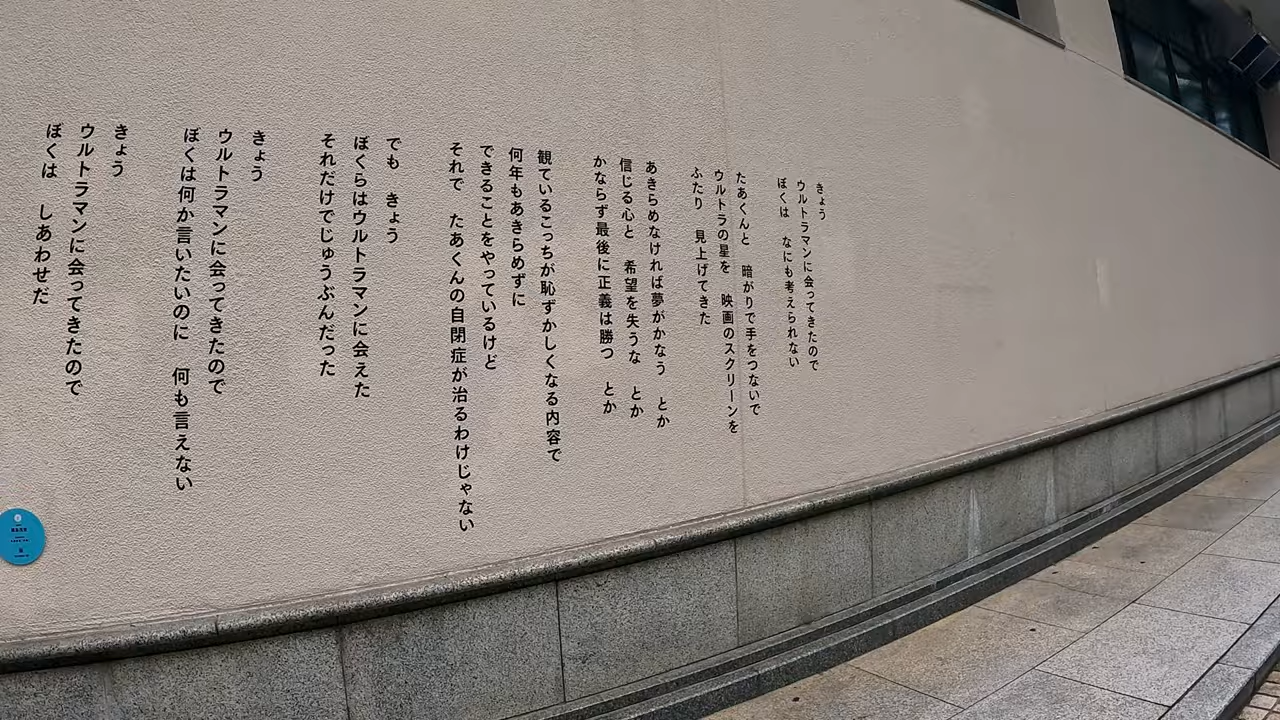 きょう
ウルトラマンに会ってきたので
ぼくは　なにも考えられない
たあくんと　暗がりで手をつないで
ウルトラの星を　映画のスクリーンを
ふたり　見上げてきた
あきらめなければ夢がかなう　とか
信じる心と　希望を失うな　とか
かならず最後に正義は勝つ　とか
観ているこっちが恥ずかしくなる内容で
何年もあきらめずに
できることをやっているけど
それで　たあくんの自閉症が治るわけじゃない
でも　きょう
ぼくらはウルトラマンに会えた
それだけでじゅうぶんだった
きょう
ウルトラマンに会ってきたので
ぼくは何か言いたいのに　何も言えない
きょう
ウルトラマンに会ってきたので
ぼくは　しあわせだ